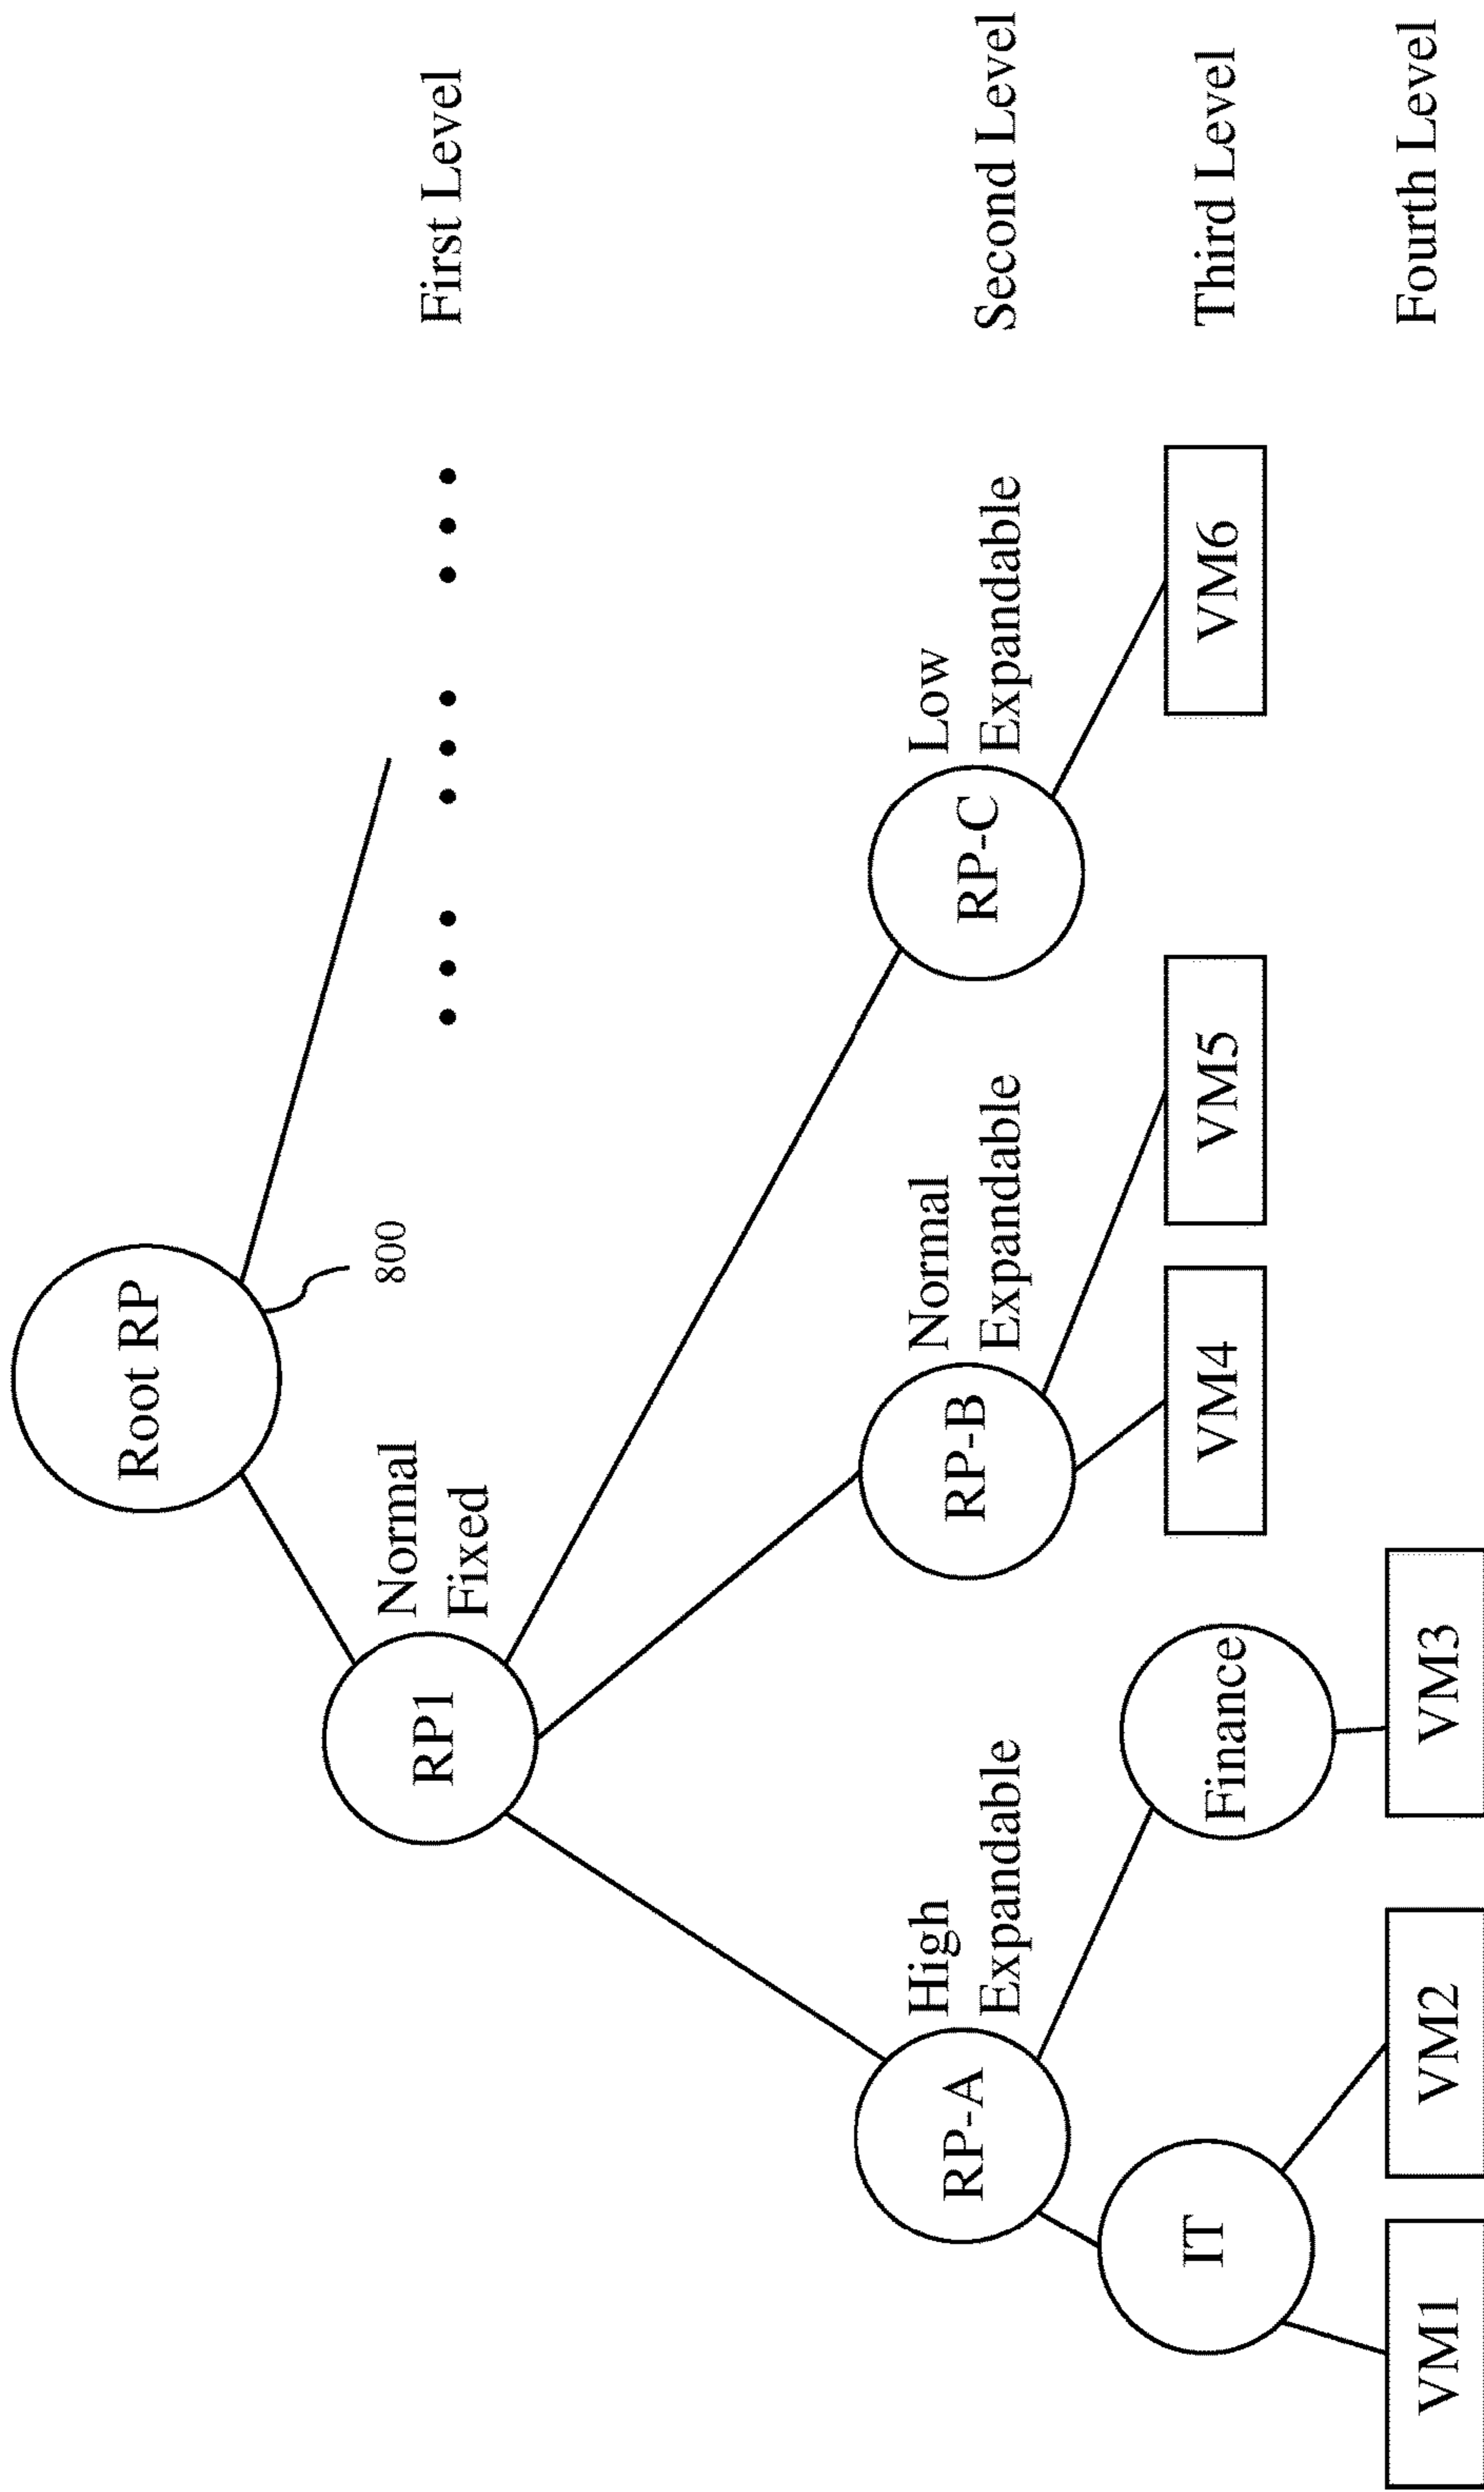 Root RP
800
RP1
Normal
Fixed
First Level
RP-A
High
Expandable
RP-B
Normal
Expandable
RP-C
Low
Expandable
Second Level
IT
Finance
VM4
VM5
VM6
Third Level
VM1
VM2
VM3
Fourth Level